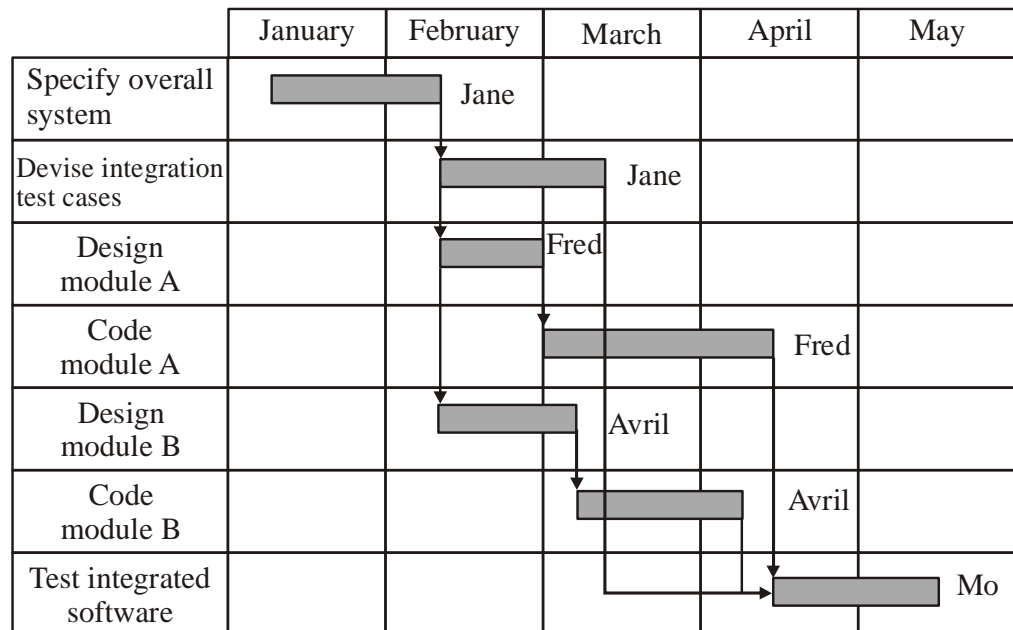 January February March April May
Specify overall
system
Jane
Devise integration
test cases
Jane
Design
module A
Fred
Code
module A
Fred
Design
module B
Avril
Code
module B
Avril
Test integrated
software
Mo